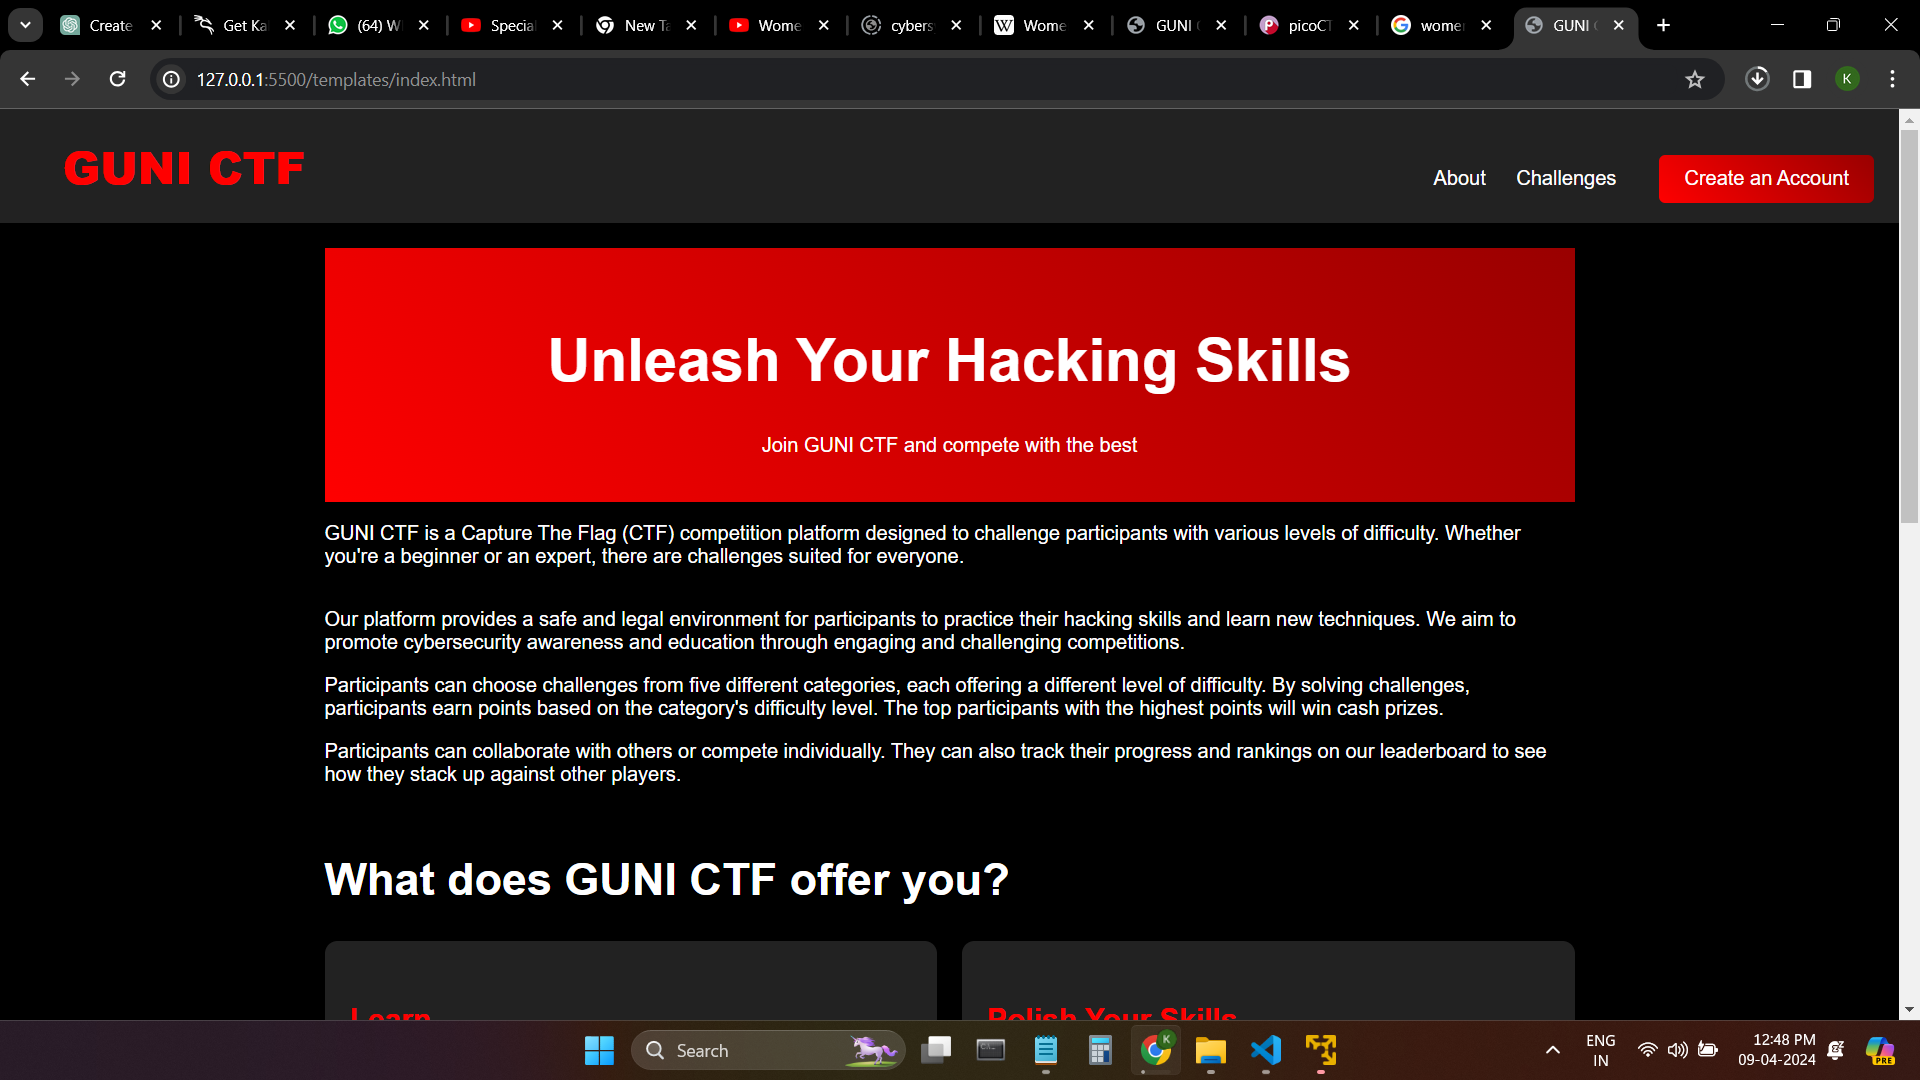 Create
Get Ka
(64) W
Specia
New Ta
Wome
cybers
Wome
GUNI
picoCT
wome
GUNI
127.0.0.1:5500/templates/index.html
K
GUNI CTF
About
Challenges
Create an Account
Unleash Your Hacking Skills
Join GUNI CTF and compete with the best
GUNI CTF is a Capture The Flag (CTF) competition platform designed to challenge participants with various levels of difficulty. Whether
you're a beginner or an expert, there are challenges suited for everyone.
Our platform provides a safe and legal environment for participants to practice their hacking skills and learn new techniques. We aim to
promote cybersecurity awareness and education through engaging and challenging competitions.
Participants can choose challenges from five different categories, each offering a different level of difficulty. By solving challenges,
participants earn points based on the category's difficulty level. The top participants with the highest points will win cash prizes.
Participants can collaborate with others or compete individually. They can also track their progress and rankings on our leaderboard to see
how they stack up against other players.
What does GUNI CTF offer you?
Learn
Polish Your Skills
Search
K
ENG
IN
12:48 PM
09-04-2024
PRE